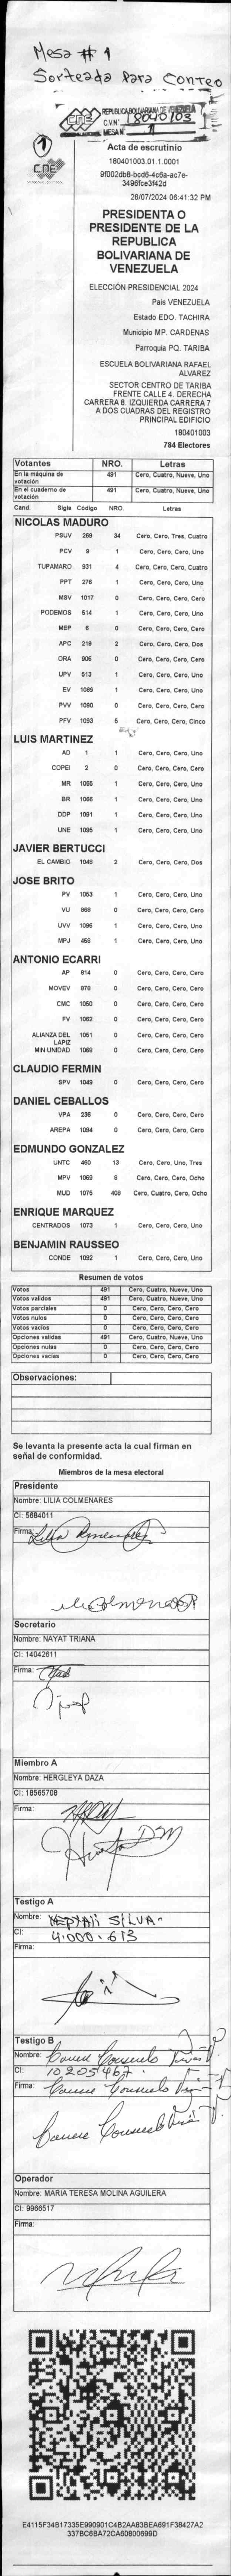 Mesa # 1
Sorteada Para Conteo
REPUBLICA BOLIVARIANA DE VENEZUELA
CNE
C.V.N° 18040103
MESA N° 1
1
CNE
Acta de escrutinio
180401003.01.1.0001
9f002db8-bcd6-4c6a-ac7e-
3496fce3f42d
28/07/2024 06:41:32 PM
PRESIDENTA O
PRESIDENTE DE LA
REPUBLICA
BOLIVARIANA DE
VENEZUELA
ELECCIÓN PRESIDENCIAL 2024
Pais VENEZUELA
Estado EDO. TACHIRA
Municipio MP. CARDENAS
Parroquia PQ. TARIBA
ESCUELA BOLIVARIANA RAFAEL
ALVAREZ
SECTOR CENTRO DE TARIBA
FRENTE CALLE 4. DERECHA
CARRERA 8. IZQUIERDA CARRERA 7
A DOS CUADRAS DEL REGISTRO
PRINCIPAL EDIFICIO
180401003
784 Electores
Votantes NRO. Letras
En la máquina de votación 491 Cero, Cuatro, Nueve, Uno
En el cuaderno de votación 491 Cero, Cuatro, Nueve, Uno
Cand. Sigla Codigo NRO. Letras
NICOLAS MADURO
PSUV 269 34 Cero, Cero, Tres, Cuatro
PCV 9 1 Cero, Cero, Cero, Uno
TUPAMARO 931 4 Cero, Cero, Cero, Cuatro
PPT 276 1 Cero, Cero, Cero, Uno
MSV 1017 0 Cero, Cero, Cero, Cero
PODEMOS 514 1 Cero, Cero, Cero, Uno
MEP 6 0 Cero, Cero, Cero, Cero
APC 219 2 Cero, Cero, Cero, Dos
ORA 906 0 Cero, Cero, Cero, Cero
UPV 513 1 Cero, Cero, Cero, Uno
EV 1089 1 Cero, Cero, Cero, Uno
PVV 1090 0 Cero, Cero, Cero, Cero
PFV 1093 5 Cero, Cero, Cero, Cinco
LUIS MARTINEZ
AD 1 1 Cero, Cero, Cero, Uno
COPEI 2 0 Cero, Cero, Cero, Cero
MR 1065 1 Cero, Cero, Cero, Uno
BR 1066 1 Cero, Cero, Cero, Uno
DDP 1091 1 Cero, Cero, Cero, Uno
UNE 1095 1 Cero, Cero, Cero, Uno
JAVIER BERTUCCI
EL CAMBIO 1048 2 Cero, Cero, Cero, Dos
JOSE BRITO
PV 1053 1 Cero, Cero, Cero, Uno
VU 868 0 Cero, Cero, Cero, Cero
UVV 1096 1 Cero, Cero, Cero, Uno
MPJ 458 1 Cero, Cero, Cero, Uno
ANTONIO ECARRI
AP 814 0 Cero, Cero, Cero, Cero
MOVEV 878 0 Cero, Cero, Cero, Cero
CMC 1050 0 Cero, Cero, Cero, Cero
FV 1062 0 Cero, Cero, Cero, Cero
ALIANZA DEL LAPIZ 1051 0 Cero, Cero, Cero, Cero
MIN UNIDAD 1068 0 Cero, Cero, Cero, Cero
CLAUDIO FERMIN
SPV 1049 0 Cero, Cero, Cero, Cero
DANIEL CEBALLOS
VPA 236 0 Cero, Cero, Cero, Cero
AREPA 1094 0 Cero, Cero, Cero, Cero
EDMUNDO GONZALEZ
UNTC 460 13 Cero, Cero, Uno, Tres
MPV 1069 8 Cero, Cero, Cero, Ocho
MUD 1075 408 Cero, Cuatro, Cero, Ocho
ENRIQUE MARQUEZ
CENTRADOS 1073 1 Cero, Cero, Cero, Uno
BENJAMIN RAUSSEO
CONDE 1092 1 Cero, Cero, Cero, Uno
Resumen de votos
Votos 491 Cero, Cuatro, Nueve, Uno
Votos validos 491 Cero, Cuatro, Nueve, Uno
Votos parciales 0 Cero, Cero, Cero, Cero
Votos nulos 0 Cero, Cero, Cero, Cero
Votos vacios 0 Cero, Cero, Cero, Cero
Opciones validas 491 Cero, Cuatro, Nueve, Uno
Opciones nulas 0 Cero, Cero, Cero, Cero
Opciones vacias 0 Cero, Cero, Cero, Cero
Observaciones:
Se levanta la presente acta la cual firman en
señal de conformidad.
Miembros de la mesa electoral
Presidente
Nombre: LILIA COLMENARES
CI: 5684011
Firma:
Secretario
Nombre: NAYAT TRIANA
CI: 14042611
Firma:
Miembro A
Nombre: HERGLEYA DAZA
CI: 18565708
Firma:
Testigo A
Nombre: NEPTALI SILVA
CI: 4.000.613
Firma:
Testigo B
Nombre: Consuelo
CI: 10205467
Firma: Consuelo
Consuelo
Operador
Nombre: MARIA TERESA MOLINA AGUILERA
CI: 9966517
Firma:
E4115F34B17335E990901C4B2AA83BEA691F38427A2
337BC6BA72CA60800699D